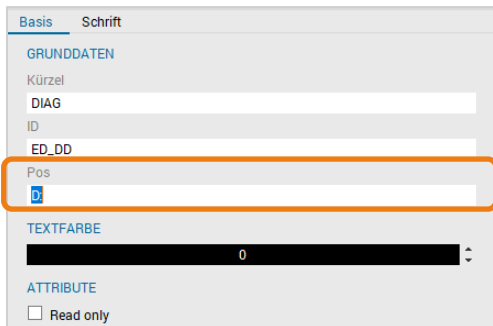 Basis Schrift
GRUNDDATEN
Kürzel
DIAG
ID
ED_DD
Pos
D:
TEXTFARBE
0
ATTRIBUTE
Read only